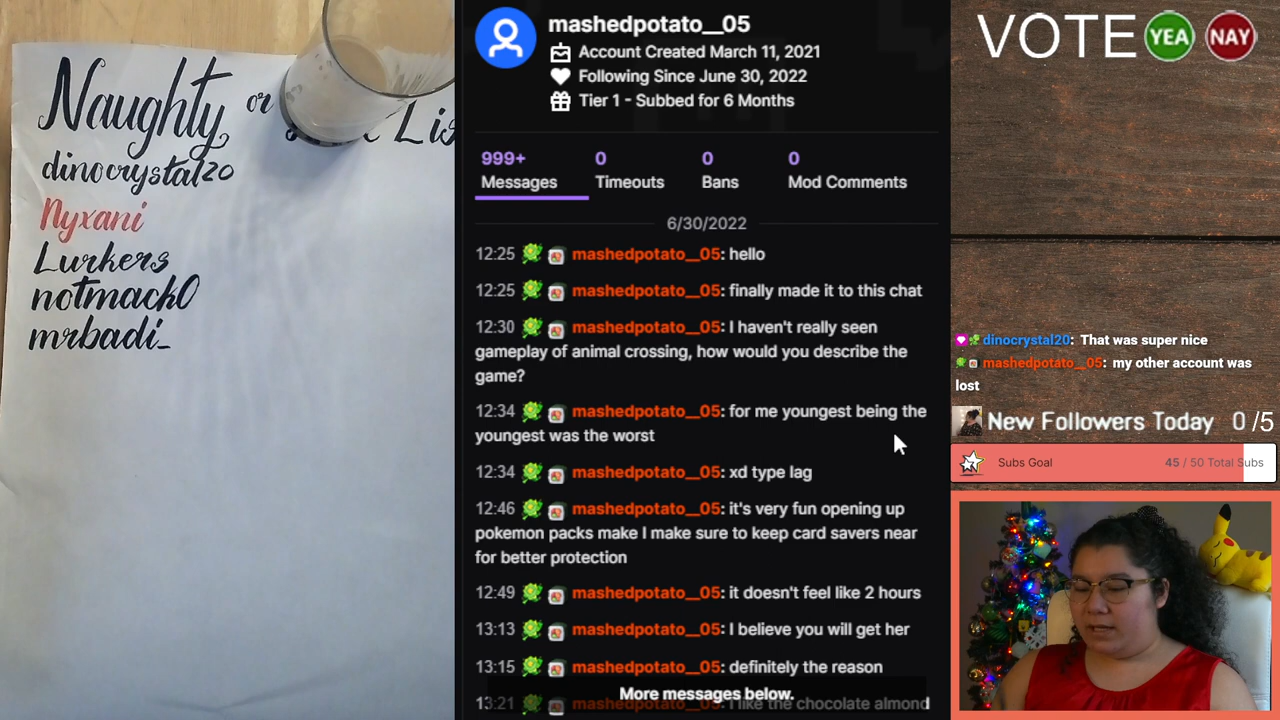 Naughty or List
dinocrystal20
Nyxani
Lurkers
notmack0
mrbadi_
mashedpotato__05
Account Created March 11, 2021
Following Since June 30, 2022
Tier 1 - Subbed for 6 Months
999+ 0 0 0
Messages Timeouts Bans Mod Comments
6/30/2022
12:25 mashedpotato__05: hello
12:25 mashedpotato__05: finally made it to this chat
12:30 mashedpotato__05: I haven't really seen
gameplay of animal crossing, how would you describe the
game?
12:34 mashedpotato__05: for me youngest being the
youngest was the worst
12:34 mashedpotato__05: xd type lag
12:46 mashedpotato__05: it's very fun opening up
pokemon packs make I make sure to keep card savers near
for better protection
12:49 mashedpotato__05: it doesn't feel like 2 hours
13:13 mashedpotato__05: I believe you will get her
13:15 mashedpotato__05: definitely the reason
More messages below.
13:21 mashedpotato__05: I like the chocolate almond
VOTE YEA NAY
dinocrystal20: That was super nice
mashedpotato__05: my other account was
lost
New Followers Today 0 /5
Subs Goal 45 / 50 Total Subs